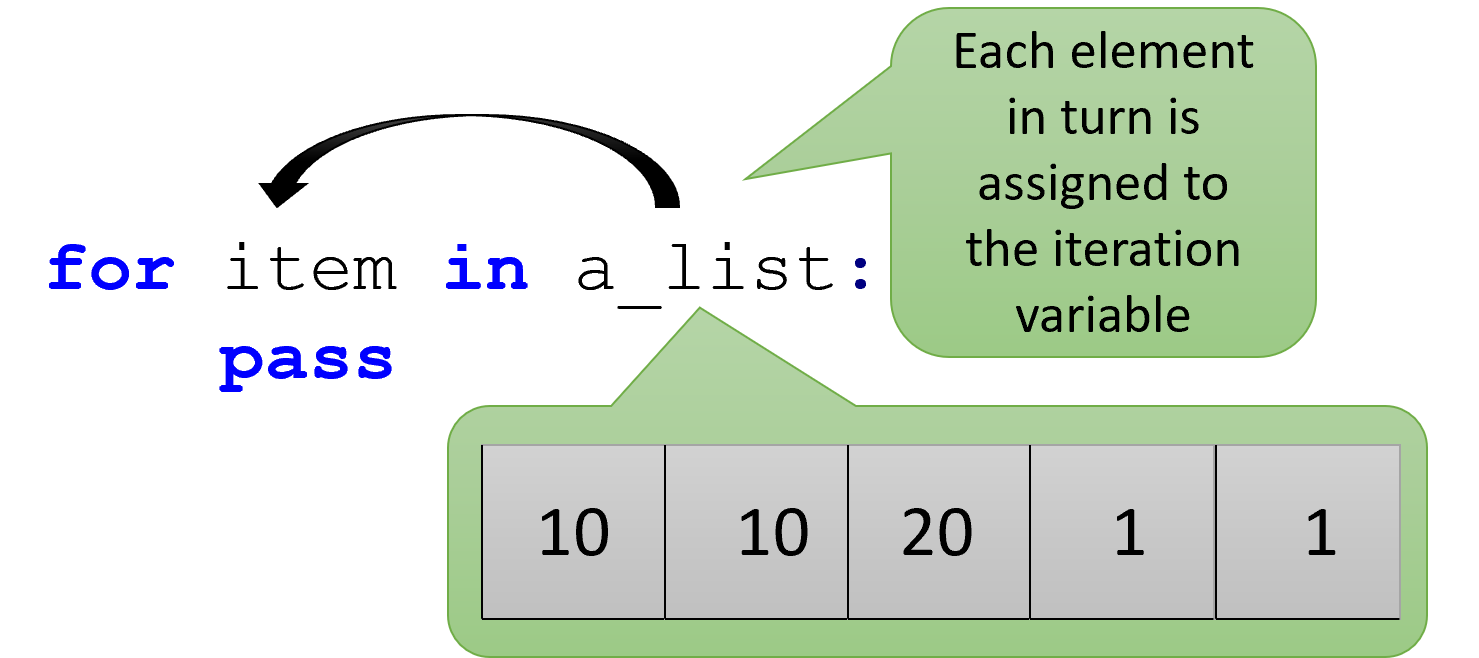 Each element
in turn is
assigned to
the iteration
variable
for item in a_list:
pass
10 10 20 1 1